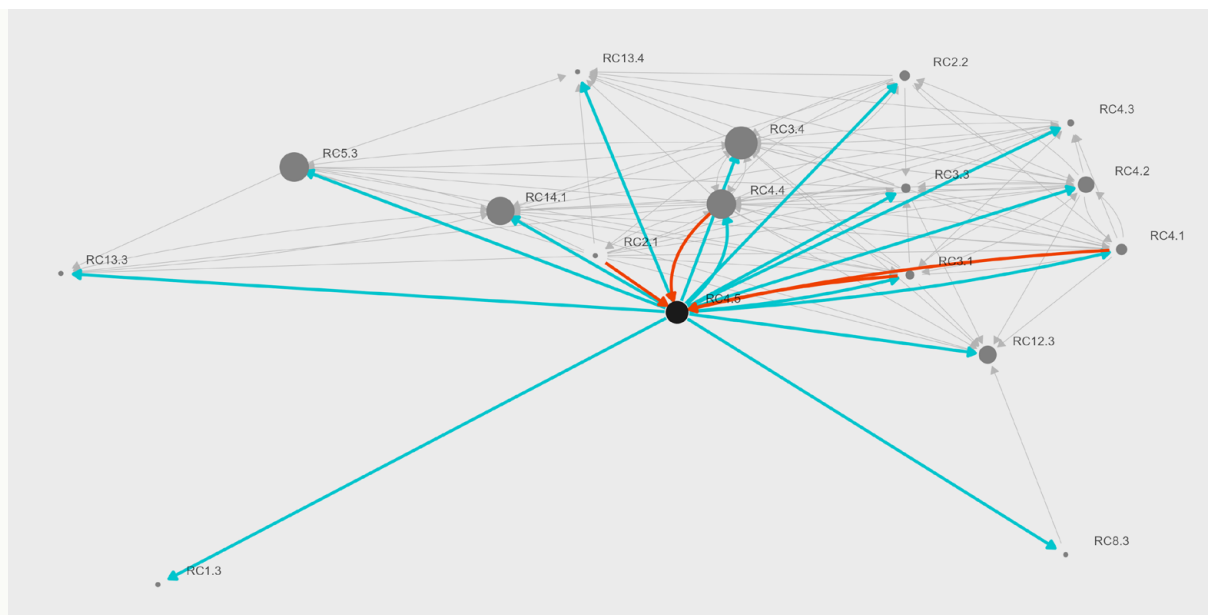 RC13.4
RC2.2
RC4.3
RC3.4
RC5.3
RC4.2
RC3.3
RC4.4
RC14.1
RC4.1
RC2.1
RC13.3
RC3.1
RC4.5
RC12.3
RC8.3
RC1.3